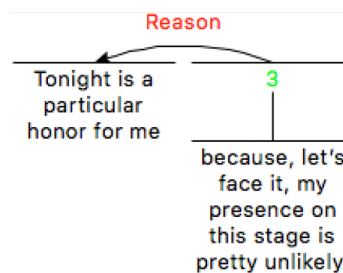 Reason
Tonight is a
particular
honor for me
3
because, let's
face it, my
presence on
this stage is
pretty unlikely